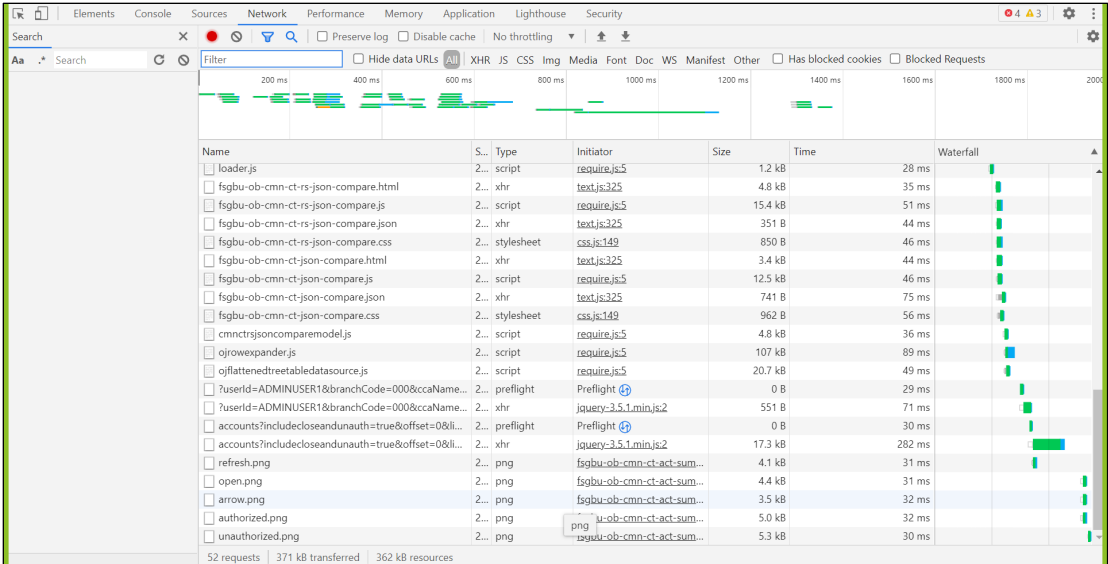 Elements Console Sources Network Performance Memory Application Lighthouse Security 4 3
Search
Preserve log Disable cache No throttling
Aa .* Search
Filter Hide data URLs All XHR JS CSS Img Media Font Doc WS Manifest Other Has blocked cookies Blocked Requests
200 ms 400 ms 600 ms 800 ms 1000 ms 1200 ms 1400 ms 1600 ms 1800 ms
Name S... Type Initiator Size Time Waterfall
loader.js 2... script require.js:5 1.2 kB 28 ms
fsgbu-ob-cmn-ct-rs-json-compare.html 2... xhr text.js:325 4.8 kB 35 ms
fsgbu-ob-cmn-ct-rs-json-compare.js 2... script require.js:5 15.4 kB 51 ms
fsgbu-ob-cmn-ct-rs-json-compare.json 2... xhr text.js:325 351 B 44 ms
fsgbu-ob-cmn-ct-rs-json-compare.css 2... stylesheet css.js:149 850 B 46 ms
fsgbu-ob-cmn-ct-json-compare.html 2... xhr text.js:325 3.4 kB 44 ms
fsgbu-ob-cmn-ct-json-compare.js 2... script require.js:5 12.5 kB 46 ms
fsgbu-ob-cmn-ct-json-compare.json 2... xhr text.js:325 741 B 75 ms
fsgbu-ob-cmn-ct-json-compare.css 2... stylesheet css.js:149 962 B 56 ms
cmnctrsjsoncomparemodel.js 2... script require.js:5 4.8 kB 36 ms
ojrowexpander.js 2... script require.js:5 107 kB 89 ms
ojflattenedtreetabledatasource.js 2... script require.js:5 20.7 kB 49 ms
?userId=ADMINUSER1&branchCode=000&ccaName... 2... preflight Preflight 0 B 29 ms
?userId=ADMINUSER1&branchCode=000&ccaName... 2... xhr jquery-3.5.1.min.js:2 551 B 71 ms
accounts?includecloseandunauth=true&offset=0&li... 2... preflight Preflight 0 B 30 ms
accounts?includecloseandunauth=true&offset=0&li... 2... xhr jquery-3.5.1.min.js:2 17.3 kB 282 ms
refresh.png 2... png fsgbu-ob-cmn-ct-act-sum... 4.1 kB 31 ms
open.png 2... png fsgbu-ob-cmn-ct-act-sum... 4.4 kB 31 ms
arrow.png 2... png fsgbu-ob-cmn-ct-act-sum... 3.5 kB 32 ms
authorized.png 2... png fsgbu-ob-cmn-ct-act-sum... 5.0 kB 32 ms
png
unauthorized.png 2... png fsgbu-ob-cmn-ct-act-sum... 5.3 kB 30 ms
52 requests 371 kB transferred 362 kB resources